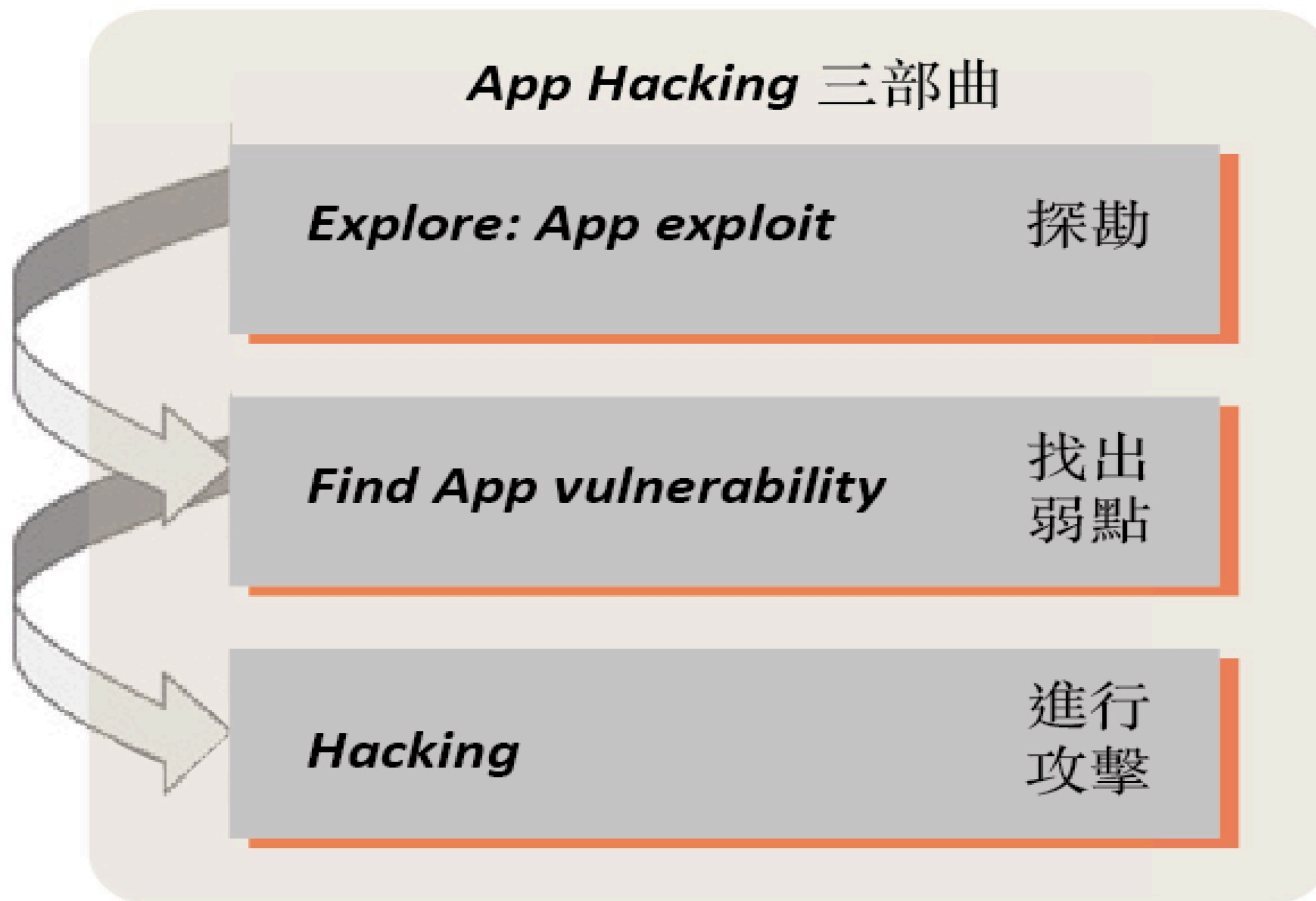 App Hacking 三部曲
Explore: App exploit 探勘
Find App vulnerability 找出
弱點
Hacking 進行
攻擊